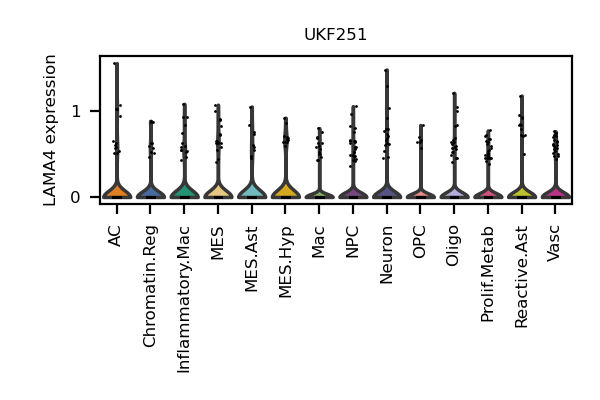 UKF251
LAMA4 expression
1
0
AC
Chromatin.Reg
Inflammatory.Mac
MES
MES.Ast
MES.Hyp
Mac
NPC
Neuron
OPC
Oligo
Prolif.Metab
Reactive.Ast
Vasc